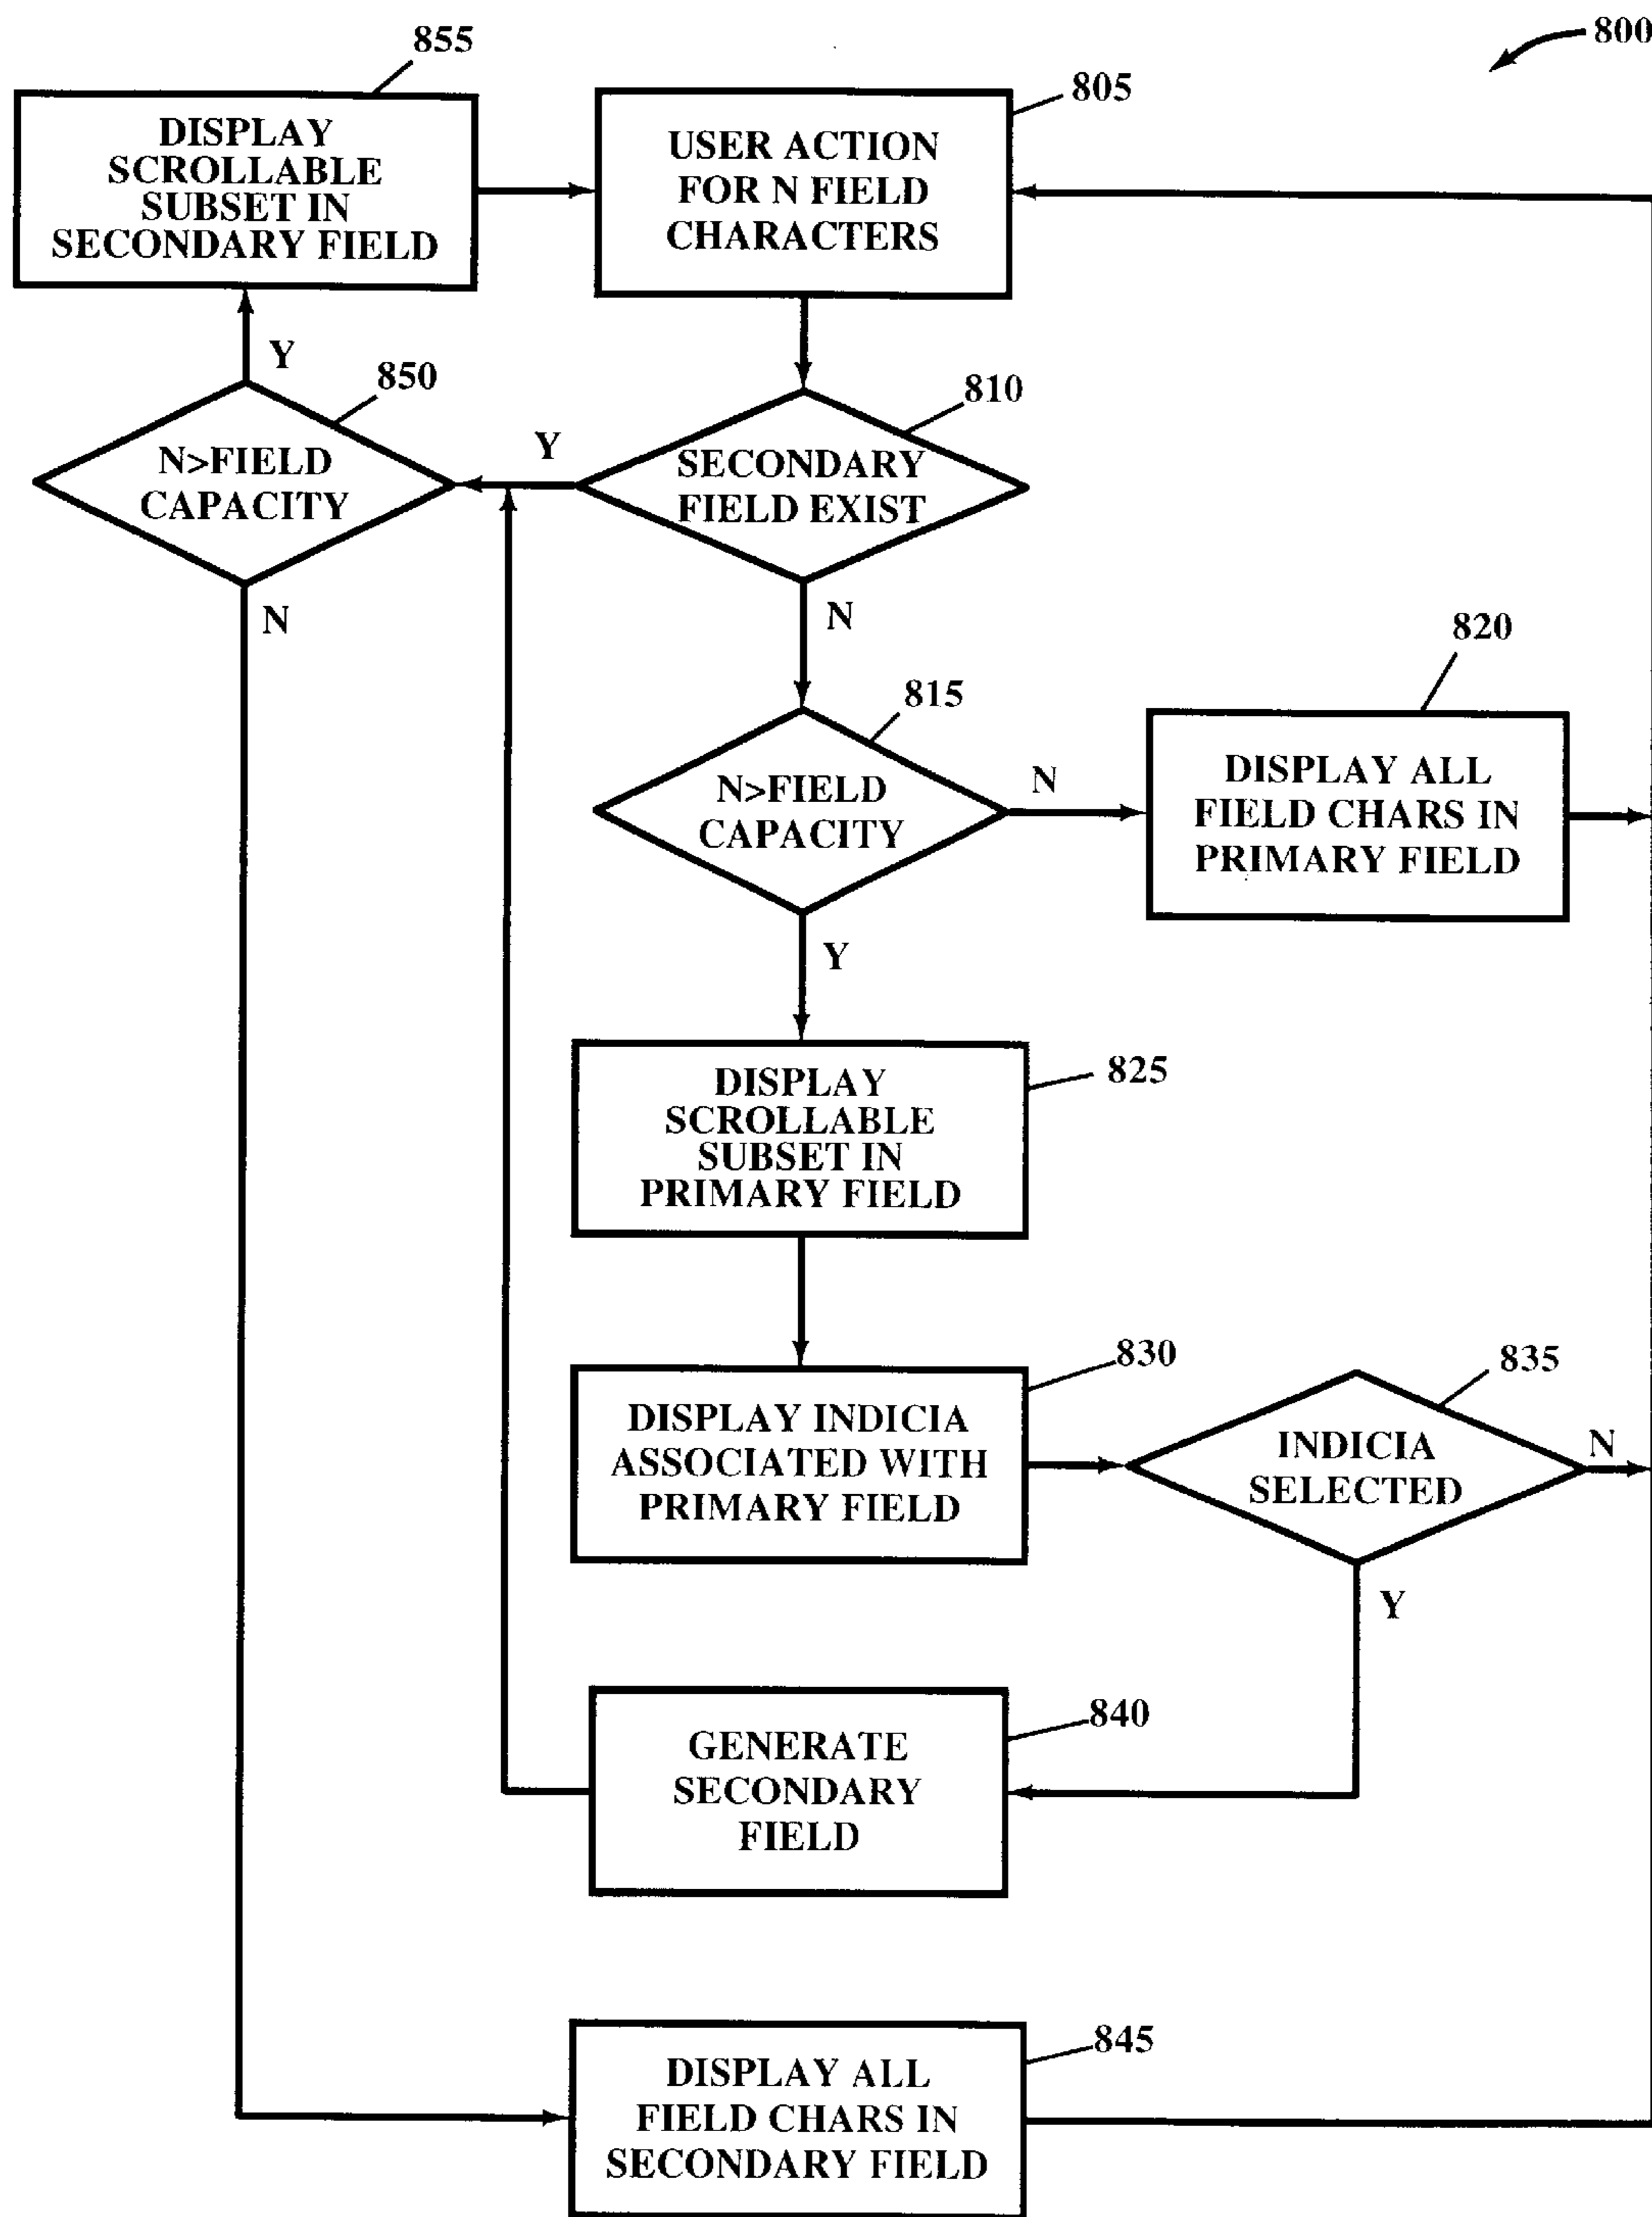 800
855
DISPLAY
SCROLLABLE
SUBSET IN
SECONDARY FIELD
805
USER ACTION
FOR N FIELD
CHARACTERS
Y
850
N>FIELD
CAPACITY
N
Y
810
SECONDARY
FIELD EXIST
N
815
N>FIELD
CAPACITY
N
820
DISPLAY ALL
FIELD CHARS IN
PRIMARY FIELD
Y
825
DISPLAY
SCROLLABLE
SUBSET IN
PRIMARY FIELD
830
DISPLAY INDICIA
ASSOCIATED WITH
PRIMARY FIELD
835
INDICIA
SELECTED
N
Y
840
GENERATE
SECONDARY
FIELD
845
DISPLAY ALL
FIELD CHARS IN
SECONDARY FIELD